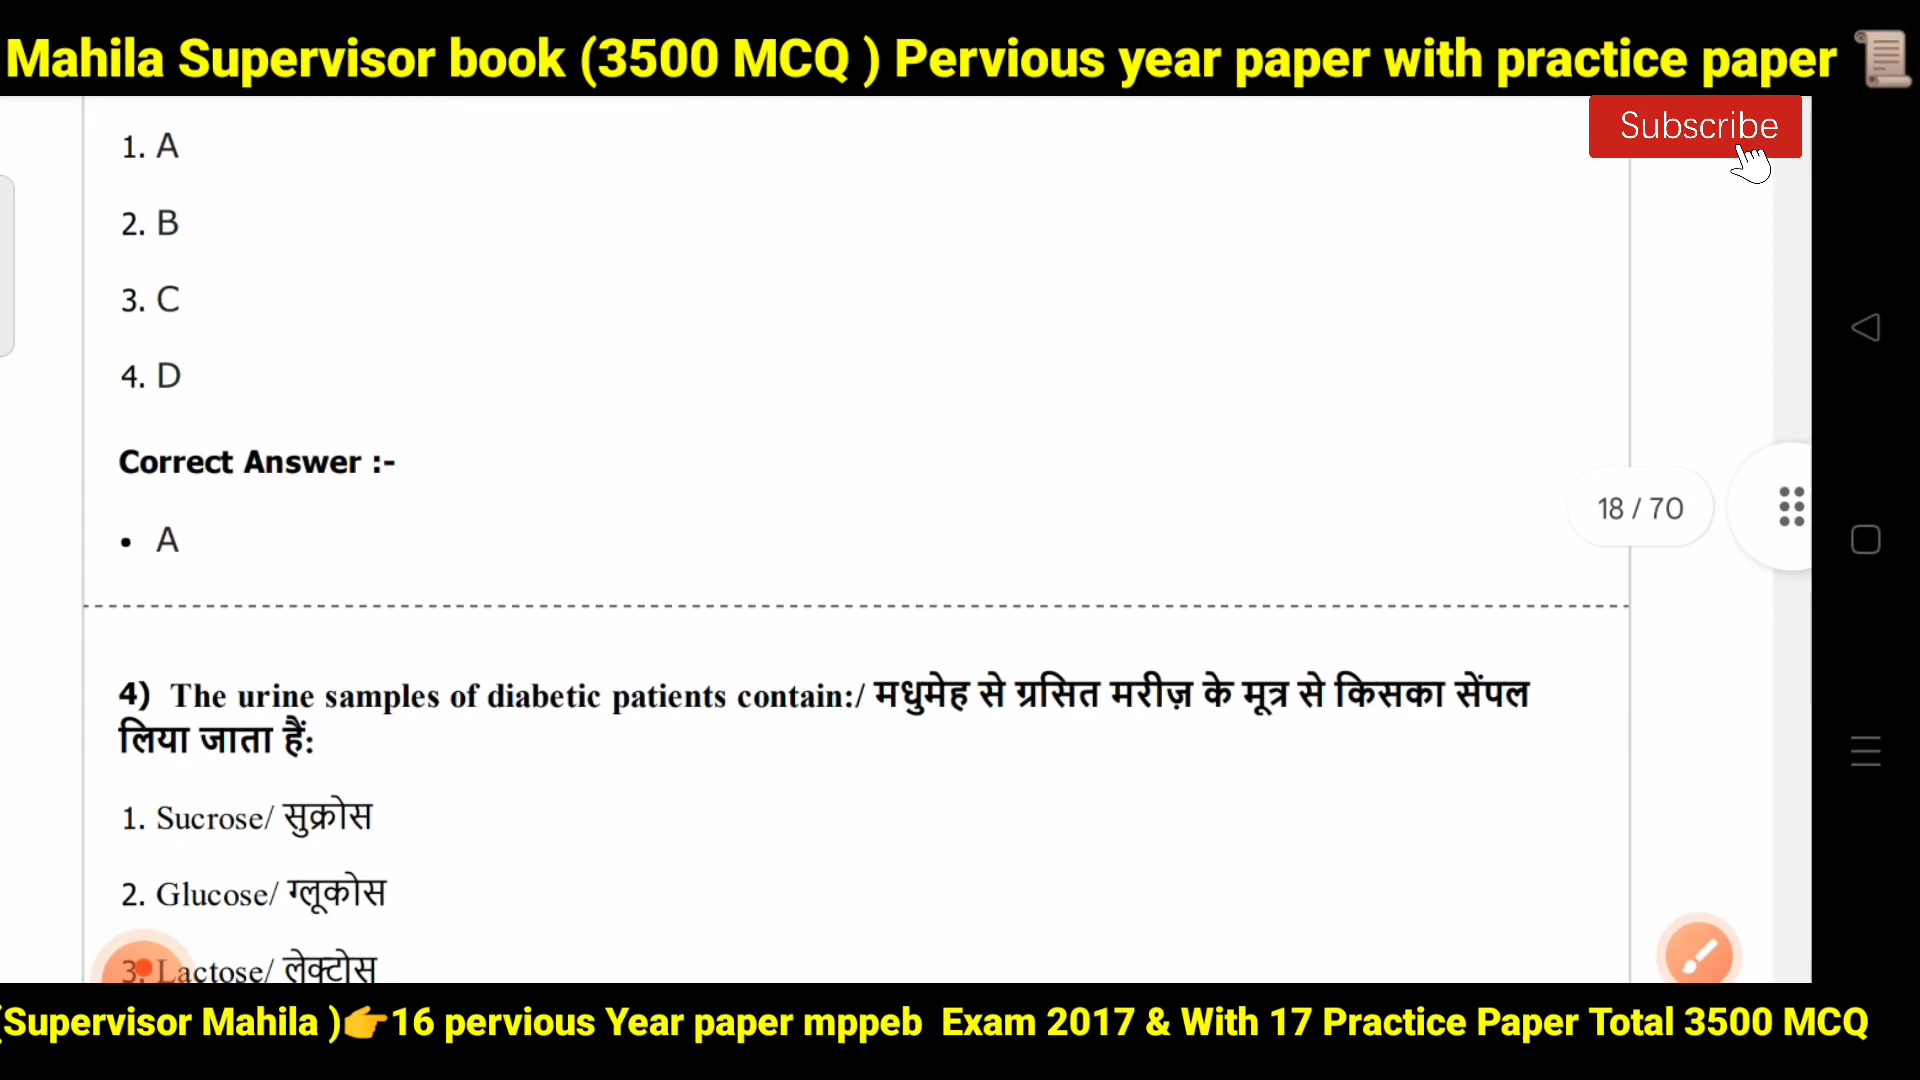 Mahila Supervisor book (3500 MCQ ) Pervious year paper with practice paper
Subscribe
1. A
2. B
3. C
4. D
Correct Answer :-
• A
18 / 70
4) The urine samples of diabetic patients contain:/ मधुमेह से ग्रसित मरीज़ के मूत्र से किसका सेंपल
लिया जाता हैं:
1. Sucrose/ सुक्रोस
2. Glucose/ ग्लूकोस
3. Lactose/ लेक्टोस
(Supervisor Mahila )👉16 pervious Year paper mppeb Exam 2017 & With 17 Practice Paper Total 3500 MCQ